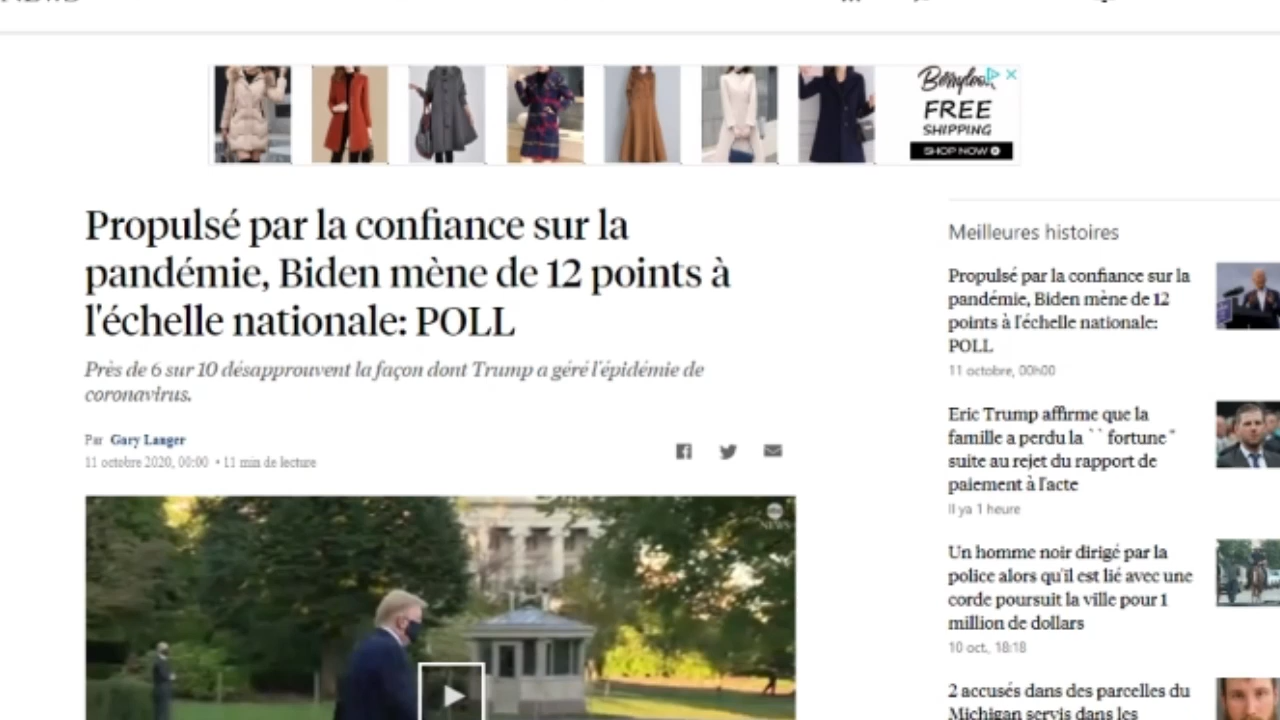 Berrylook
FREE
SHIPPING
SHOP NOW
Propulsé par la confiance sur la
pandémie, Biden mène de 12 points à
l'échelle nationale: POLL
Près de 6 sur 10 désapprouvent la façon dont Trump a géré l'épidémie de
coronavirus.
Par Gary Langer
11 octobre 2020, 00:00 • 11 min de lecture
abc
NEWS
Meilleures histoires
Propulsé par la confiance sur la
pandémie, Biden mène de 12
points à l'échelle nationale:
POLL
11 octobre, 00h00
Eric Trump affirme que la
famille a perdu la `` fortune ''
suite au rejet du rapport de
paiement à l'acte
Il ya 1 heure
Un homme noir dirigé par la
police alors qu'il est lié avec une
corde poursuit la ville pour 1
million de dollars
10 oct., 18:18
2 accusés dans des parcelles du
Michigan servis dans les